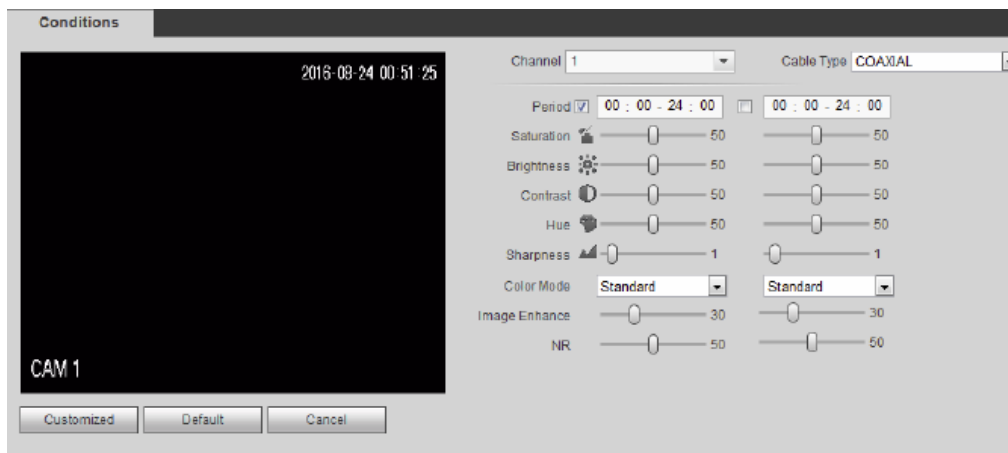 Conditions
2016-08-24 00:51:25
CAM 1
Customized Default Cancel
Channel 1 Cable Type COAXIAL
Period 00 : 00 - 24 : 00 00 : 00 - 24 : 00
Saturation 50 50
Brightness 50 50
Contrast 50 50
Hue 50 50
Sharpness 1 1
Color Mode Standard Standard
Image Enhance 30 30
NR 50 50